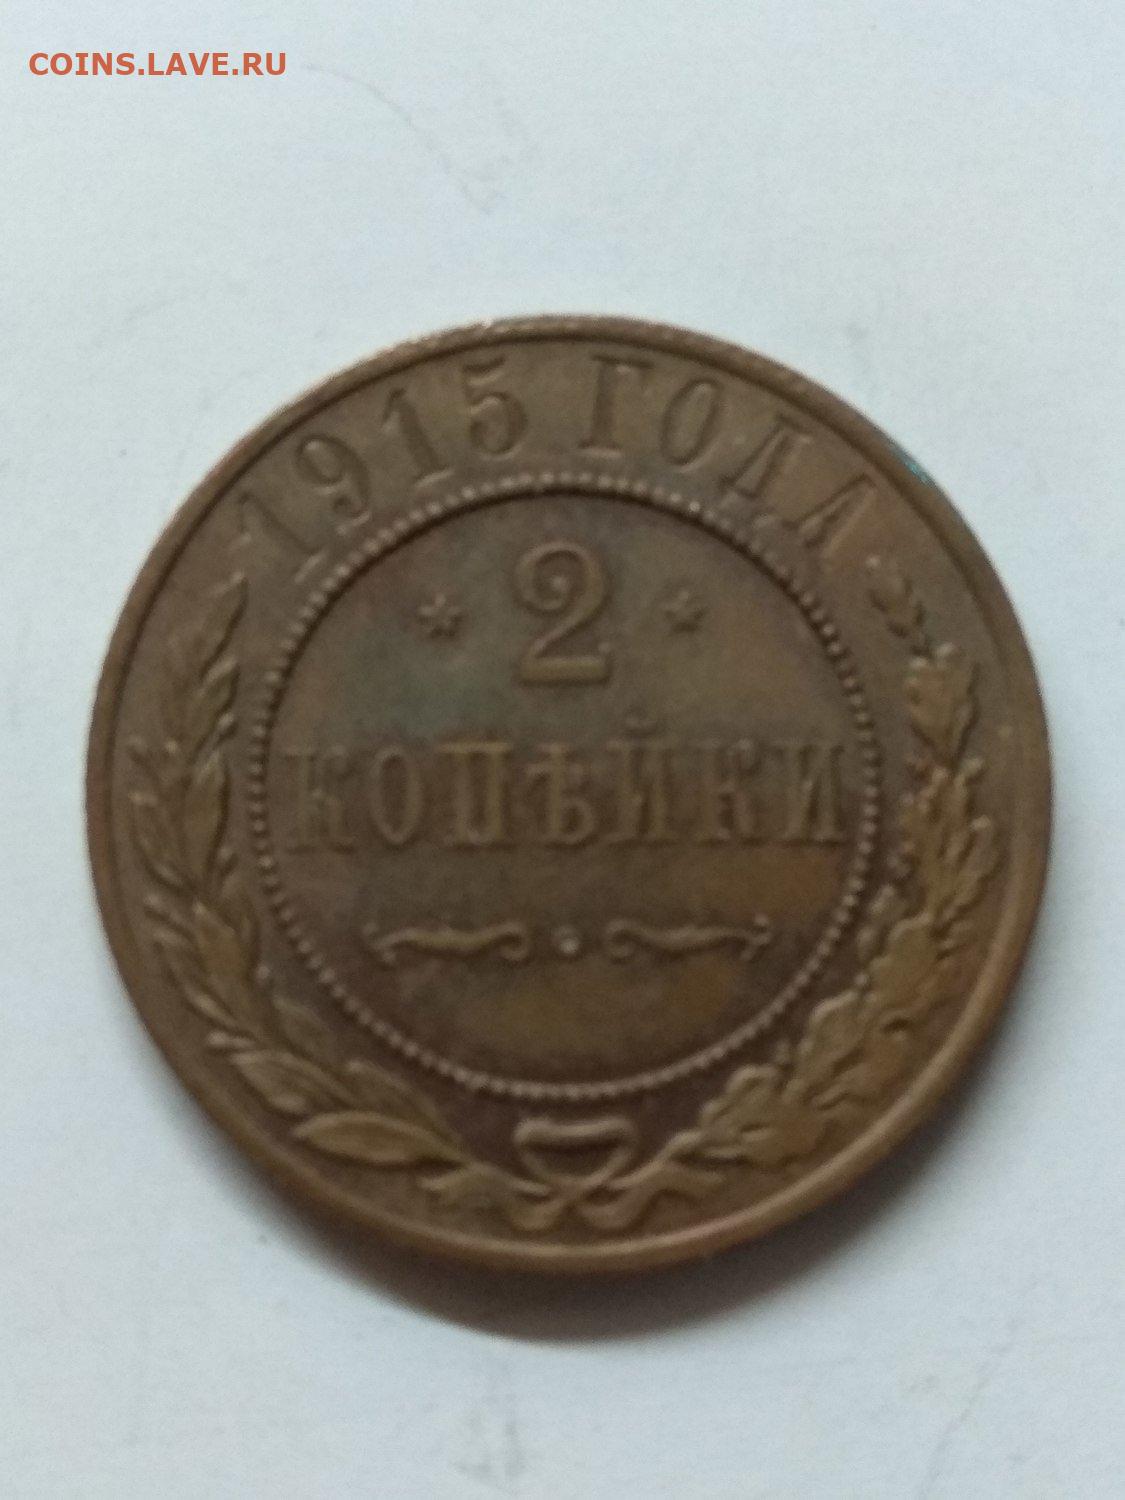 COINS.LAVE.RU
1915 ГОДА
2
КОПѢЙКИ